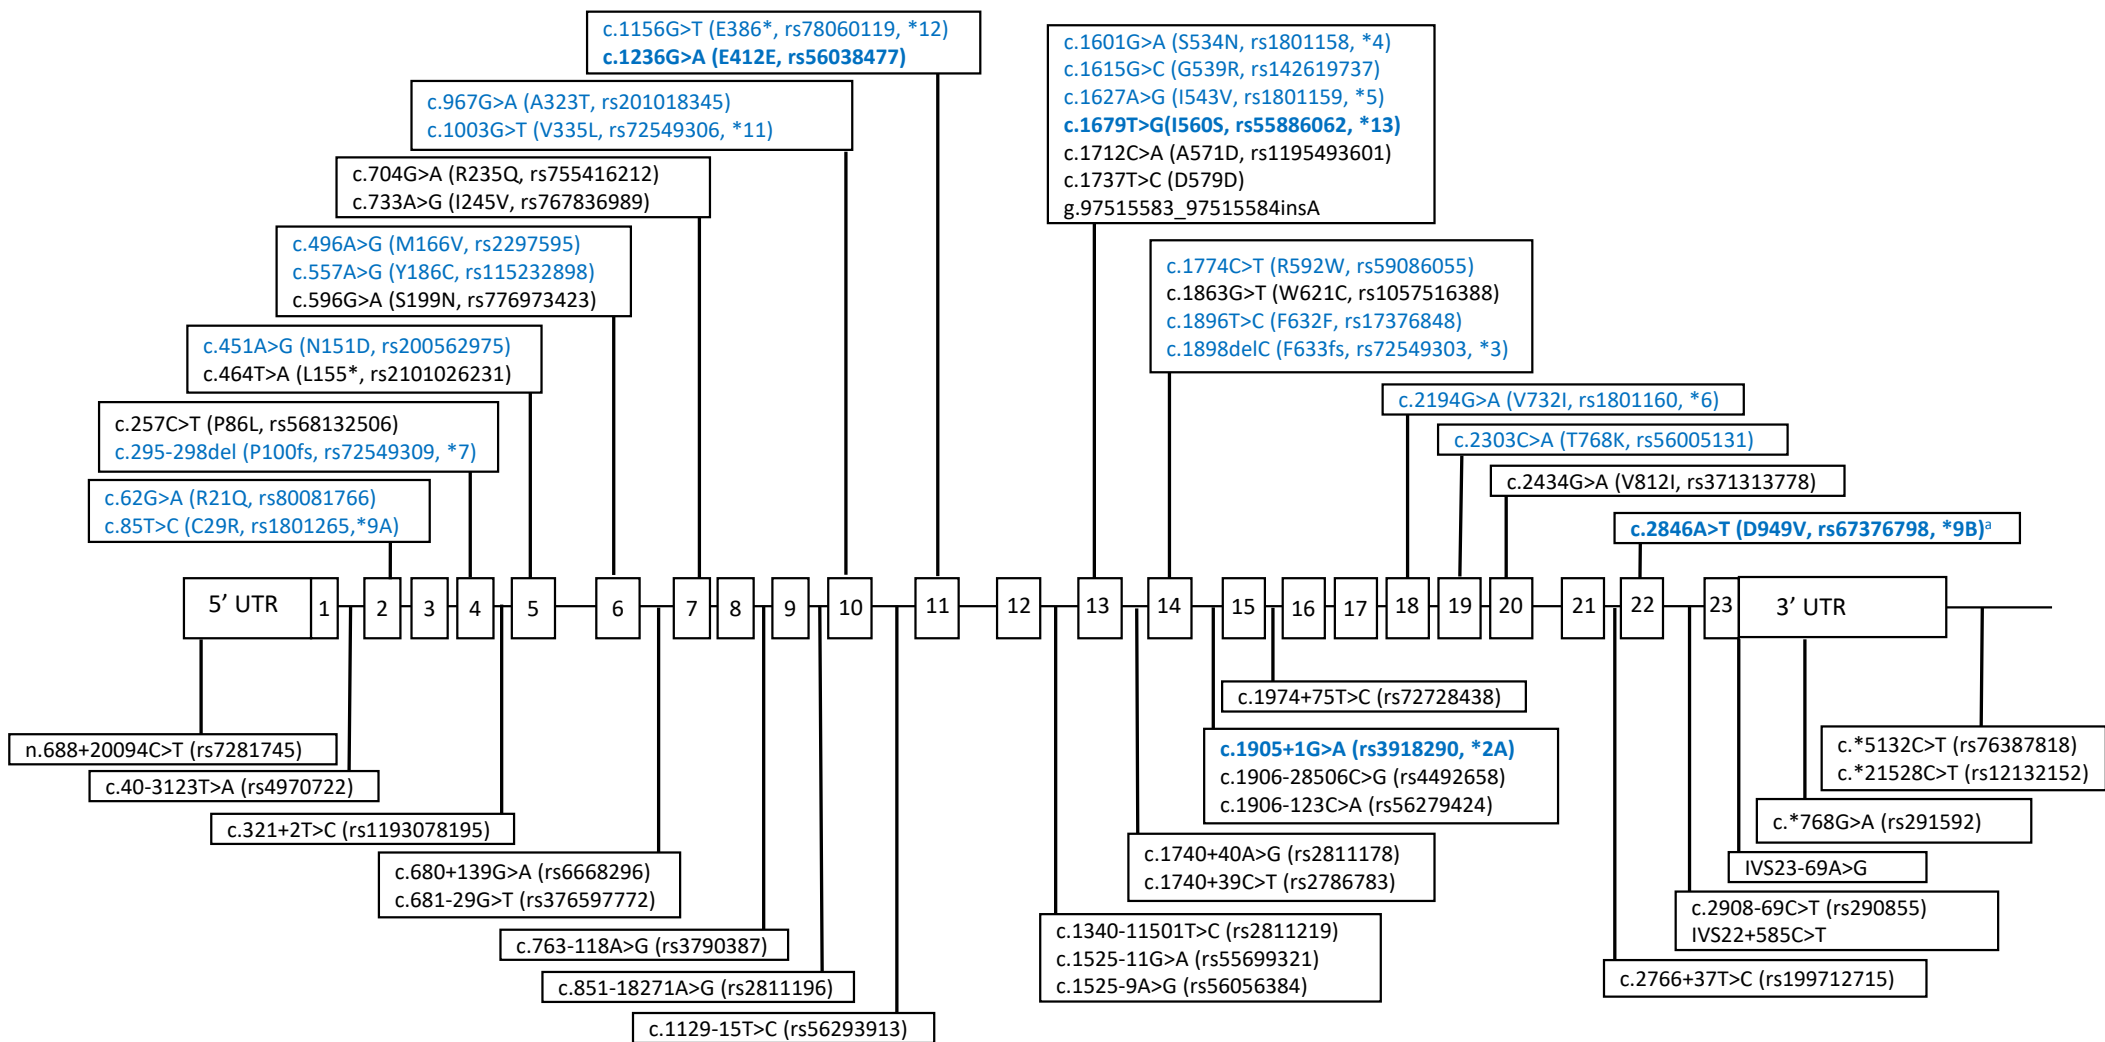 c.1156G>T (E386*, rs78060119, *12)
c.1236G>A (E412E, rs56038477)
c.967G>A (A323T, rs201018345)
c.1003G>T (V335L, rs72549306, *11)
c.704G>A (R235Q, rs755416212)
c.733A>G (I245V, rs767836989)
c.496A>G (M166V, rs2297595)
c.557A>G (Y186C, rs115232898)
c.596G>A (S199N, rs776973423)
c.451A>G (N151D, rs200562975)
c.464T>A (L155*, rs2101026231)
c.257C>T (P86L, rs568132506)
c.295-298del (P100fs, rs72549309, *7)
c.62G>A (R21Q, rs80081766)
c.85T>C (C29R, rs1801265,*9A)
c.1601G>A (S534N, rs1801158, *4)
c.1615G>C (G539R, rs142619737)
c.1627A>G (I543V, rs1801159, *5)
c.1679T>G(I560S, rs55886062, *13)
c.1712C>A (A571D, rs1195493601)
c.1737T>C (D579D)
g.97515583_97515584insA
c.1774C>T (R592W, rs59086055)
c.1863G>T (W621C, rs1057516388)
c.1896T>C (F632F, rs17376848)
c.1898delC (F633fs, rs72549303, *3)
c.2194G>A (V732I, rs1801160, *6)
c.2303C>A (T768K, rs56005131)
c.2434G>A (V812I, rs371313778)
c.2846A>T (D949V, rs67376798, *9B)ᵃ
5’ UTR 1 2 3 4 5 6 7 8 9 10 11 12 13 14 15 16 17 18 19 20 21 22 23 3’ UTR
n.688+20094C>T (rs7281745)
c.40-3123T>A (rs4970722)
c.321+2T>C (rs1193078195)
c.680+139G>A (rs6668296)
c.681-29G>T (rs376597772)
c.763-118A>G (rs3790387)
c.851-18271A>G (rs2811196)
c.1129-15T>C (rs56293913)
c.1974+75T>C (rs72728438)
c.1905+1G>A (rs3918290, *2A)
c.1906-28506C>G (rs4492658)
c.1906-123C>A (rs56279424)
c.1740+40A>G (rs2811178)
c.1740+39C>T (rs2786783)
c.1340-11501T>C (rs2811219)
c.1525-11G>A (rs55699321)
c.1525-9A>G (rs56056384)
c.*5132C>T (rs76387818)
c.*21528C>T (rs12132152)
c.*768G>A (rs291592)
IVS23-69A>G
c.2908-69C>T (rs290855)
IVS22+585C>T
c.2766+37T>C (rs199712715)